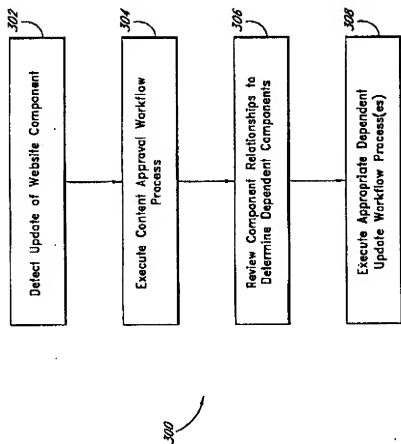 300
302
Detect Update of Website Component
304
Execute Content Approval Workflow
Process
306
Review Component Relationships to
Determine Dependent Components
308
Execute Appropriate Dependent
Update Workflow Process(es)